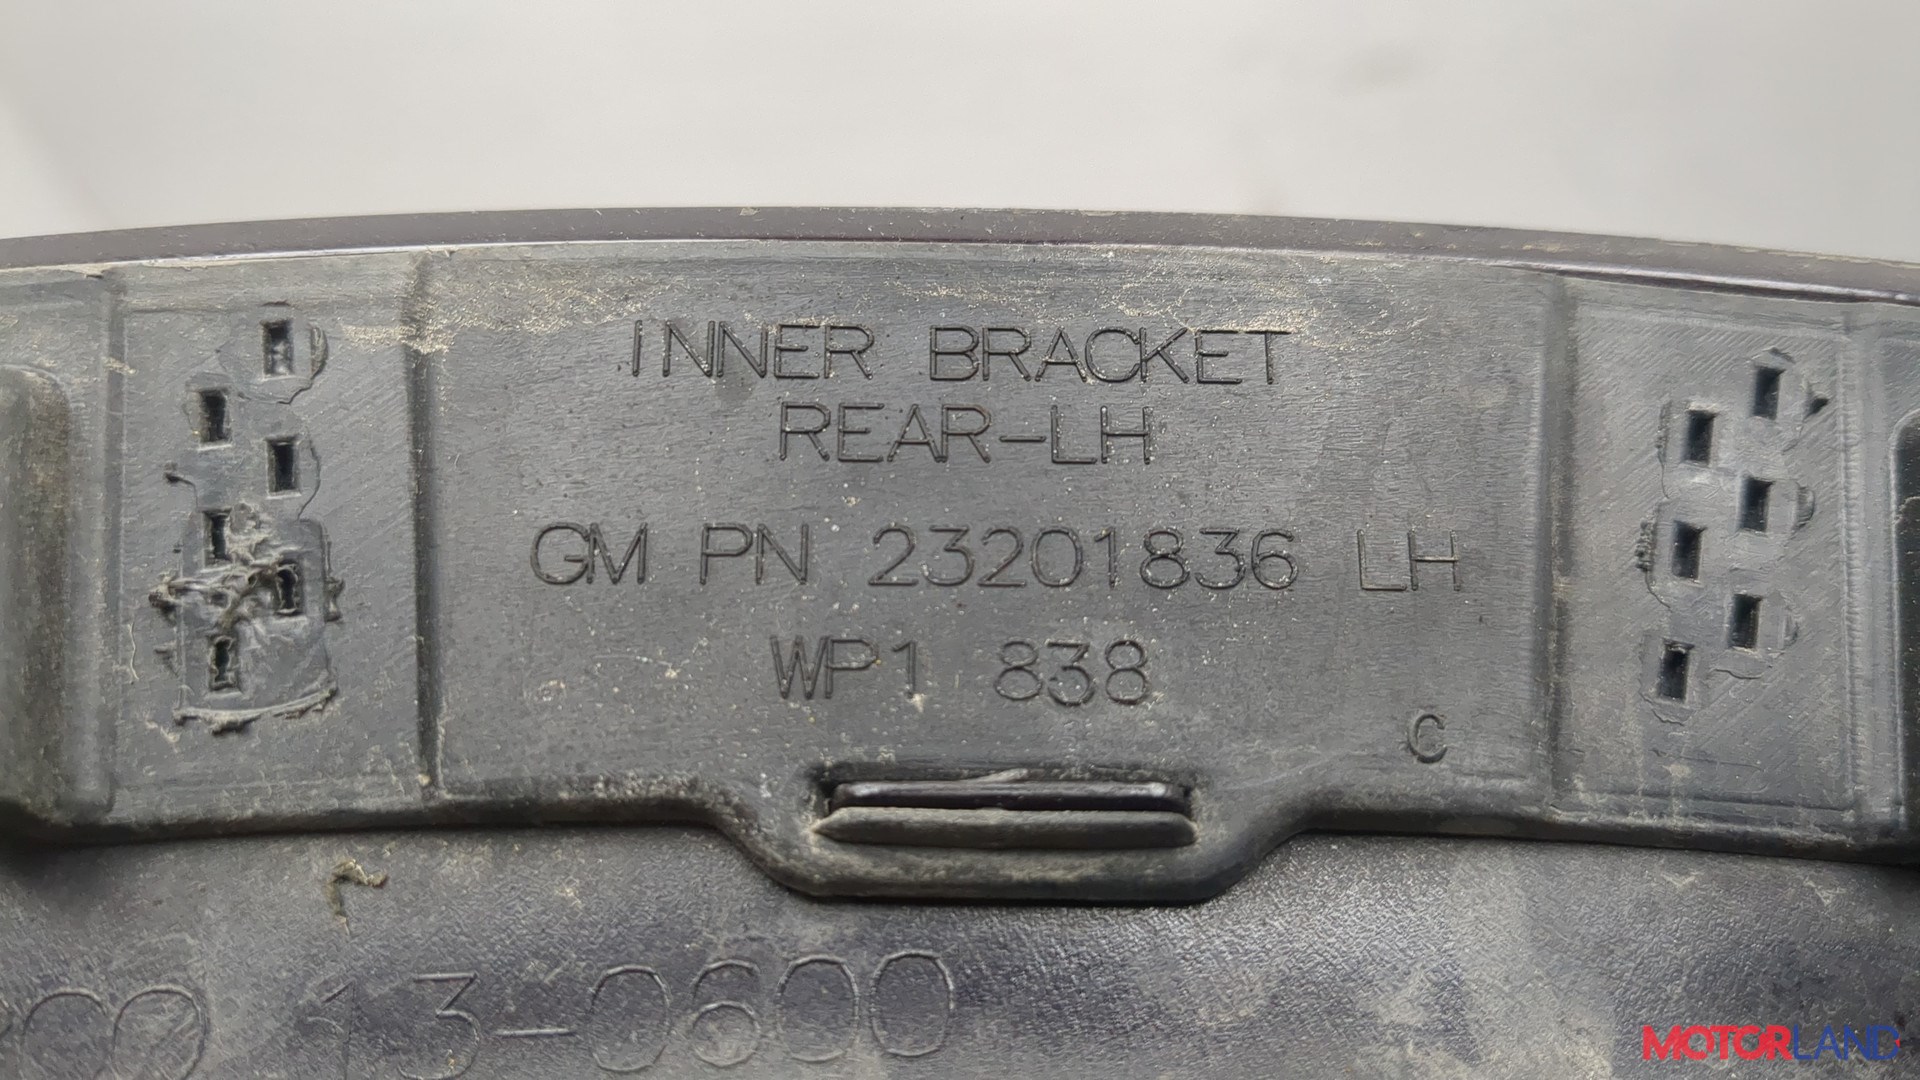 INNER BRACKET
REAR-LH
GM PN 23201836 LH
WP1 838
C
13-0600
MOTORLAND